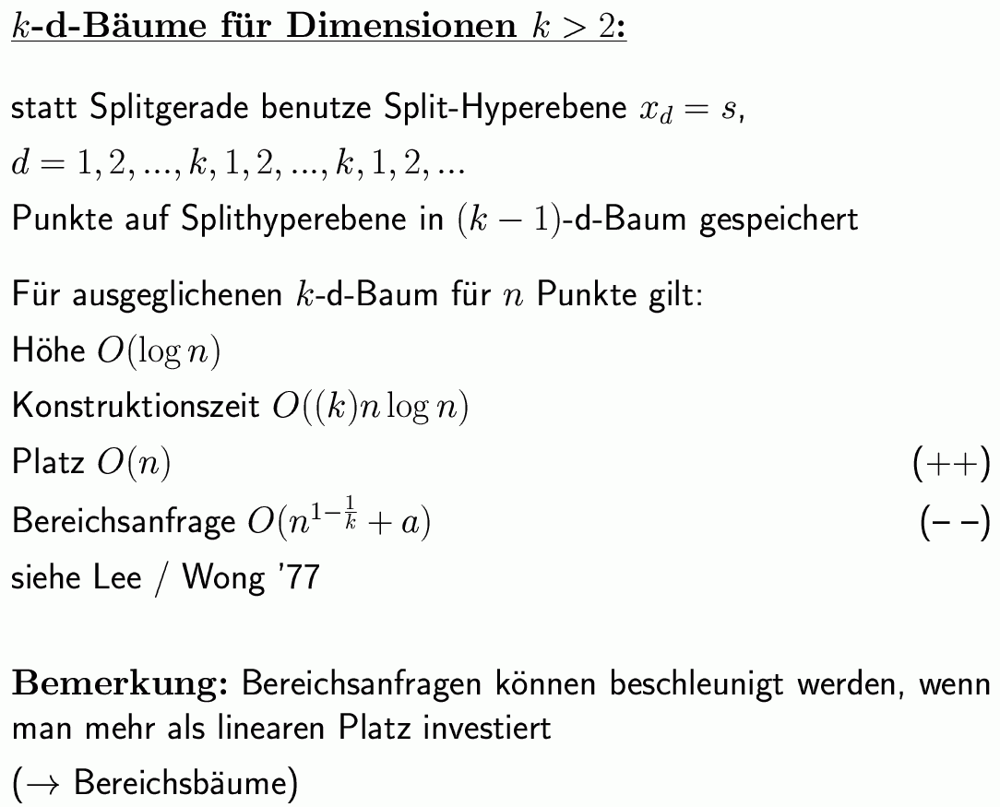 k-d-Bäume für Dimensionen k > 2:
statt Splitgerade benutze Split-Hyperebene x_d = s,
d = 1, 2, ..., k, 1, 2, ..., k, 1, 2, ...
Punkte auf Splithyperebene in (k − 1)-d-Baum gespeichert
Für ausgeglichenen k-d-Baum für n Punkte gilt:
Höhe O(log n)
Konstruktionszeit O((k)n log n)
Platz O(n) (++)
Bereichsanfrage O(n^{1−\frac{1}{k}} + a) (– –)
siehe Lee / Wong '77
Bemerkung: Bereichsanfragen können beschleunigt werden, wenn
man mehr als linearen Platz investiert
(→ Bereichsbäume)